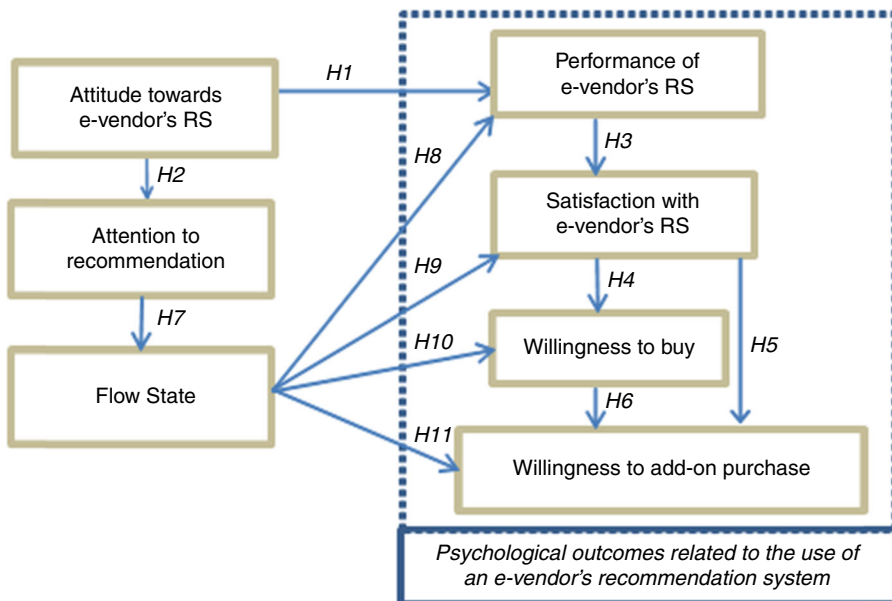 Attitude towards
e-vendor's RS
H1
Performance of
e-vendor's RS
H2
H8
H3
Attention to
recommendation
Satisfaction with
e-vendor's RS
H7
H9
H4
H10
Willingness to buy
H5
Flow State
H6
H11
Willingness to add-on purchase
Psychological outcomes related to the use of
an e-vendor's recommendation system